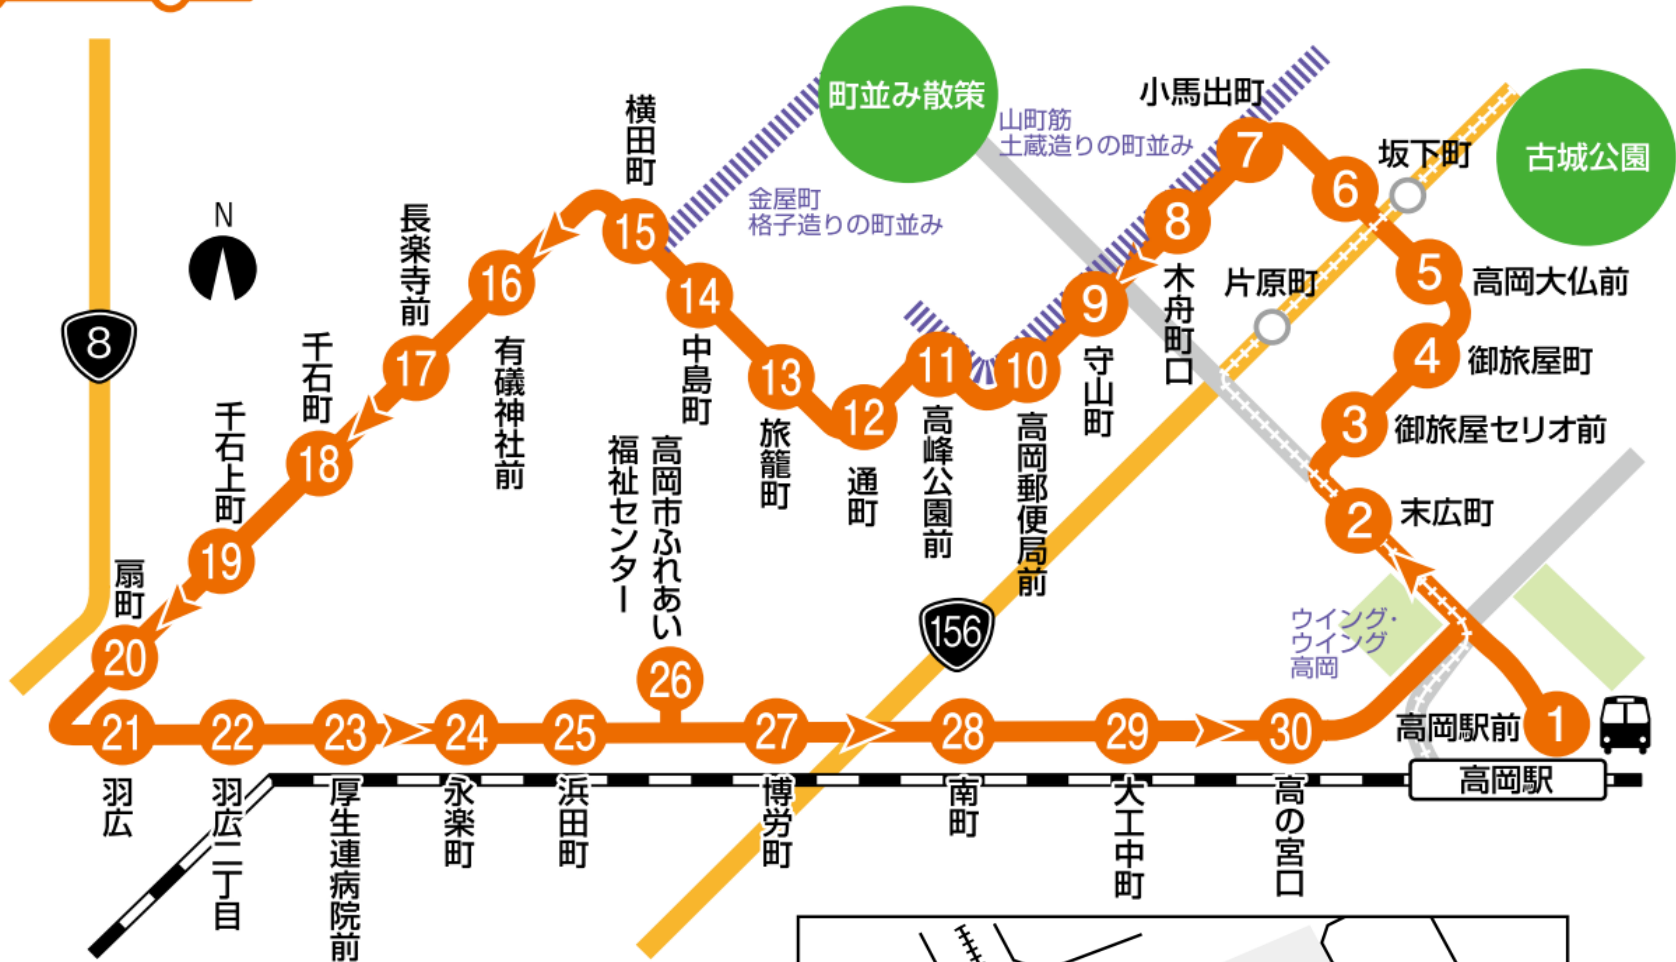 町並み散策
古城公園
小馬出町
坂下町
山町筋
土蔵造りの町並み
金屋町
格子造りの町並み
横田町
長楽寺前
N
8
千石町
千石上町
扇町
有礒神社前
中島町
旅籠町
通町
高峰公園前
高岡郵便局前
守山町
木舟町口
片原町
高岡大仏前
御旅屋町
御旅屋セリオ前
末広町
高岡市ふれあい
福祉センター
156
ウイング・
ウイング
高岡
高岡駅前
高岡駅
1
2
3
4
5
6
7
8
9
10
11
12
13
14
15
16
17
18
19
20
21
22
23
24
25
26
27
28
29
30
羽広
羽広二丁目
厚生連病院前
永楽町
浜田町
博労町
南町
大工中町
高の宮口